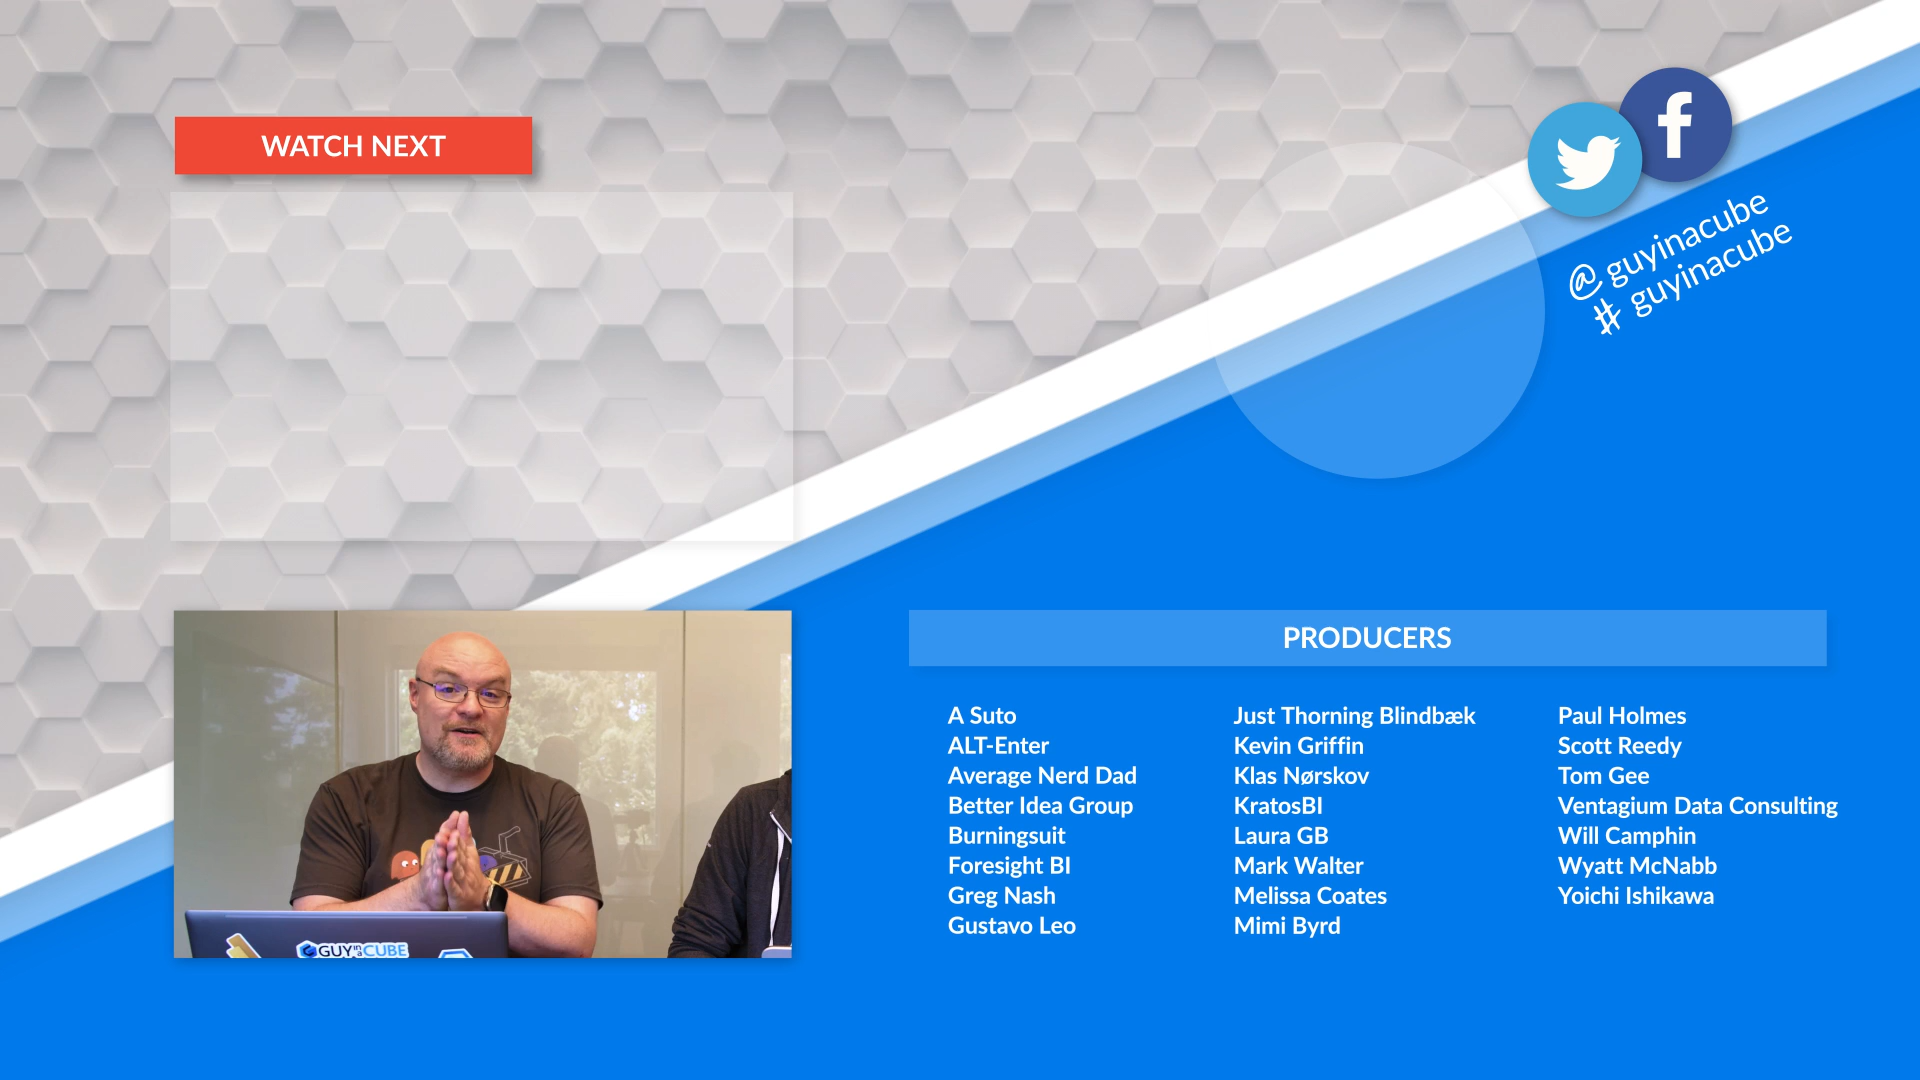 WATCH NEXT
@guyinacube
# guyinacube
GUY in a CUBE
PRODUCERS
A Suto
ALT-Enter
Average Nerd Dad
Better Idea Group
Burningsuit
Foresight BI
Greg Nash
Gustavo Leo
Just Thorning Blindbæk
Kevin Griffin
Klas Nørskov
KratosBI
Laura GB
Mark Walter
Melissa Coates
Mimi Byrd
Paul Holmes
Scott Reedy
Tom Gee
Ventagium Data Consulting
Will Camphin
Wyatt McNabb
Yoichi Ishikawa